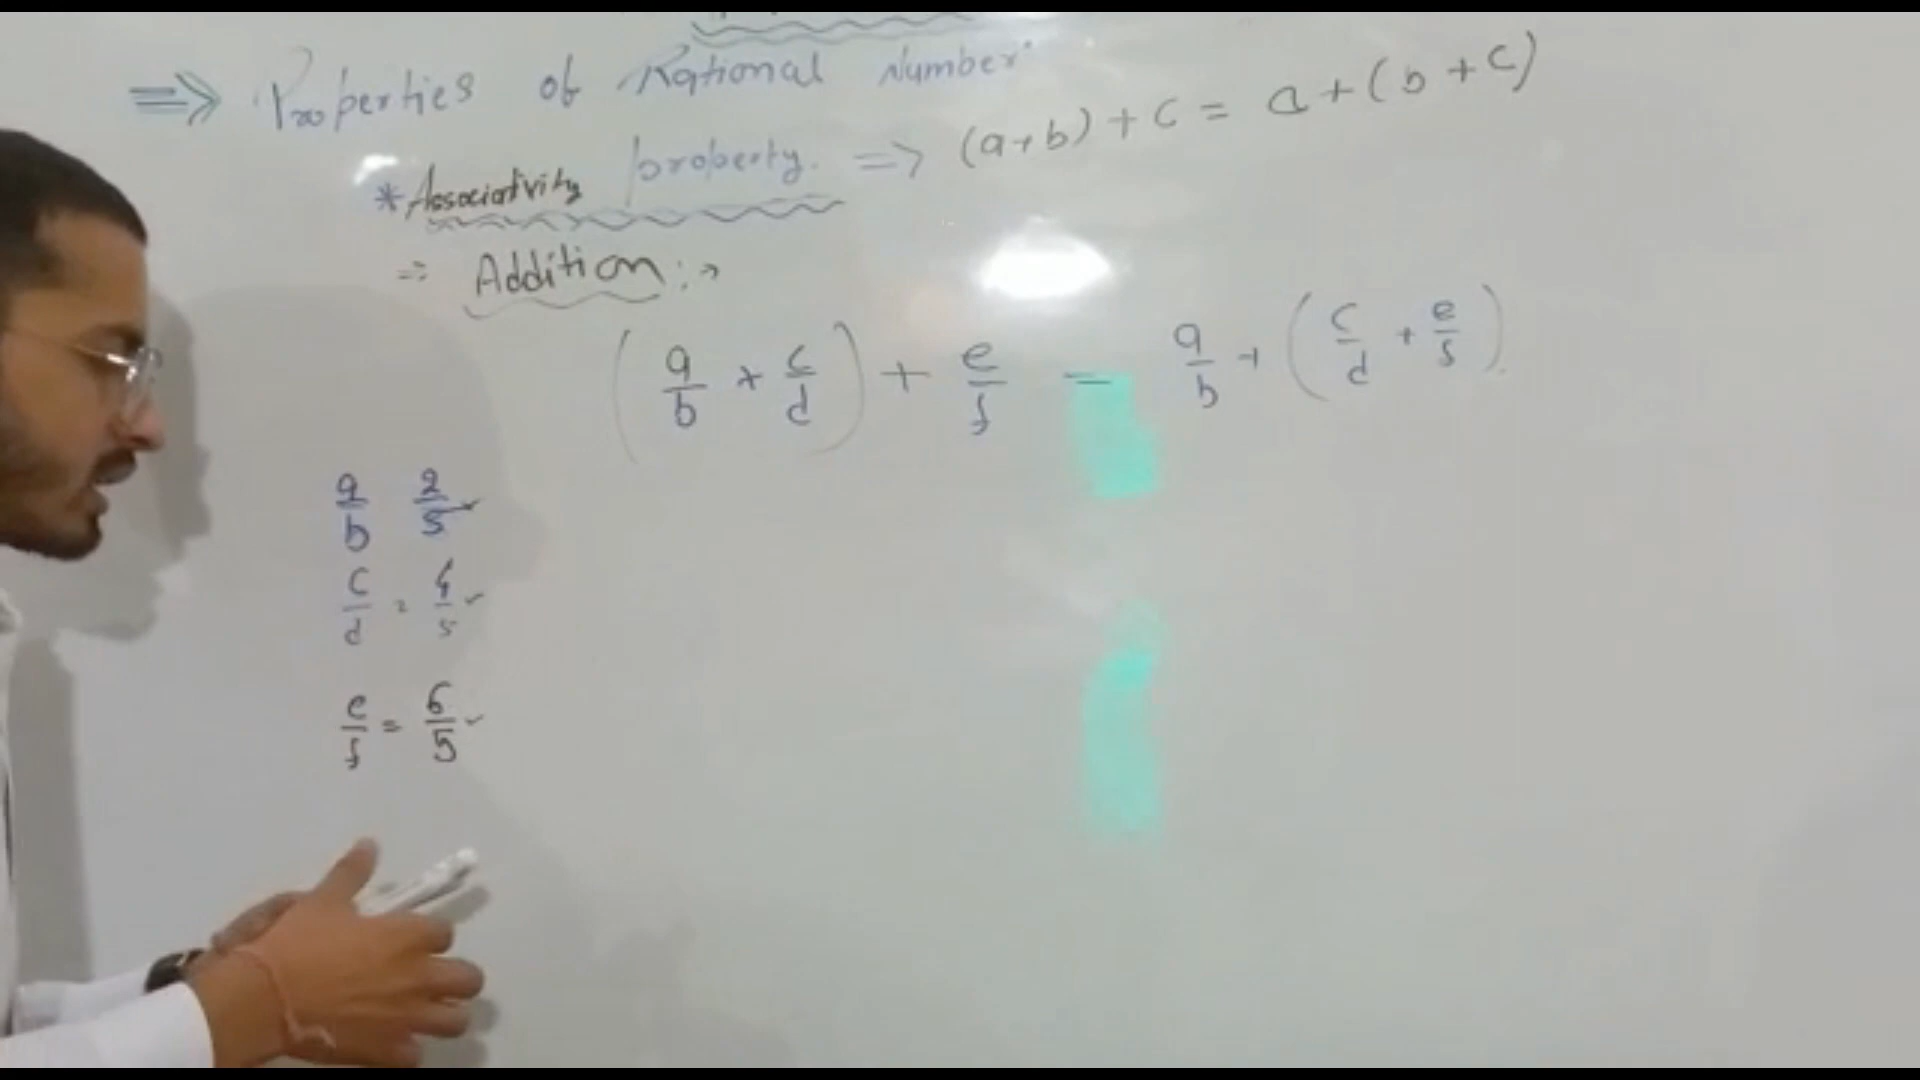 => Properties of Rational Number
* Associativity property. => (a+b) + c = a + (b + c)
=> Addition :->
(a/b + c/d) + e/f = a/b + (c/d + e/f)
a/b 2/5
c/d = 4/5
e/f = 6/5